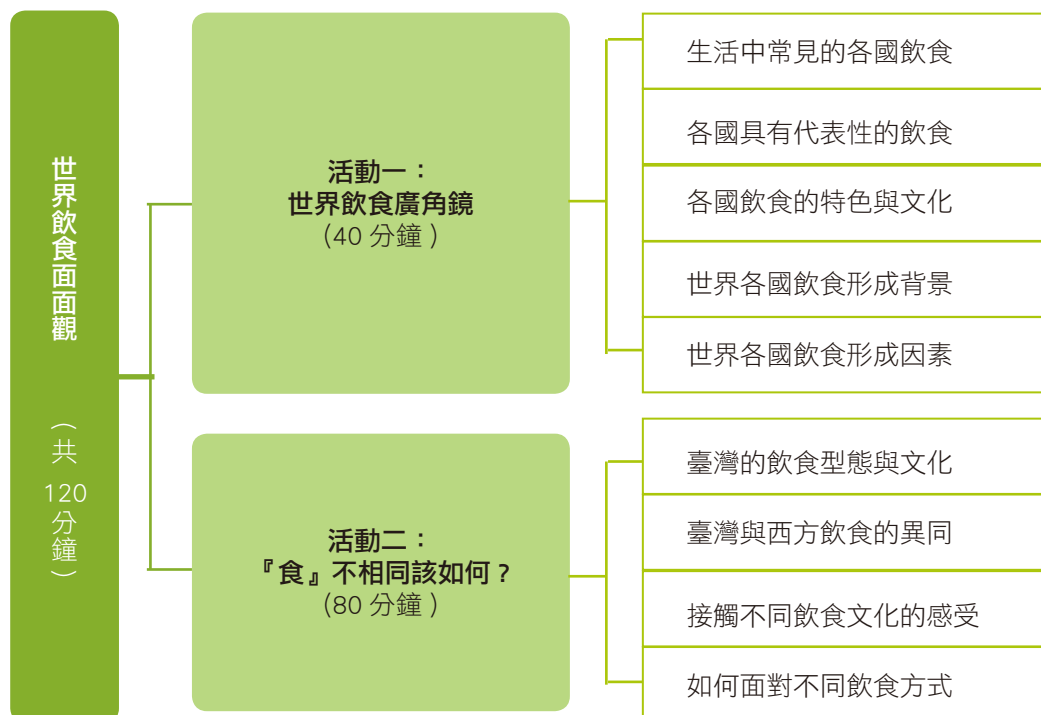 世界飲食面面觀
（共120分鐘）
活動一：
世界飲食廣角鏡
（40 分鐘 ）
生活中常見的各國飲食
各國具有代表性的飲食
各國飲食的特色與文化
世界各國飲食形成背景
世界各國飲食形成因素
活動二：
『食』不相同該如何？
（80 分鐘 ）
臺灣的飲食型態與文化
臺灣與西方飲食的異同
接觸不同飲食文化的感受
如何面對不同飲食方式